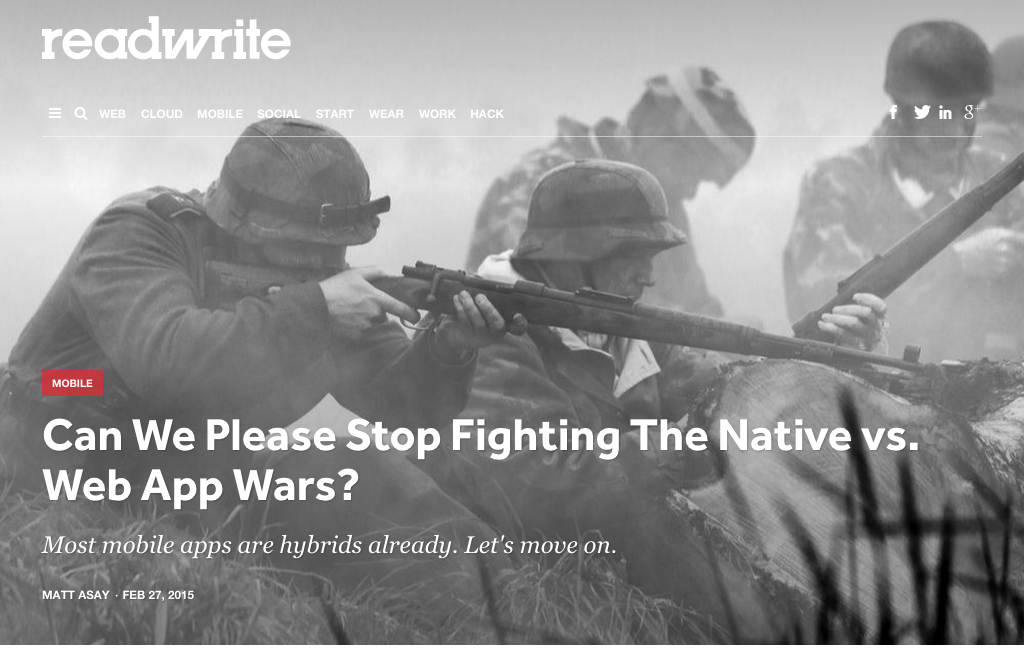 readwrite
WEB CLOUD MOBILE SOCIAL START WEAR WORK HACK
MOBILE
Can We Please Stop Fighting The Native vs.
Web App Wars?
Most mobile apps are hybrids already. Let's move on.
MATT ASAY · FEB 27, 2015